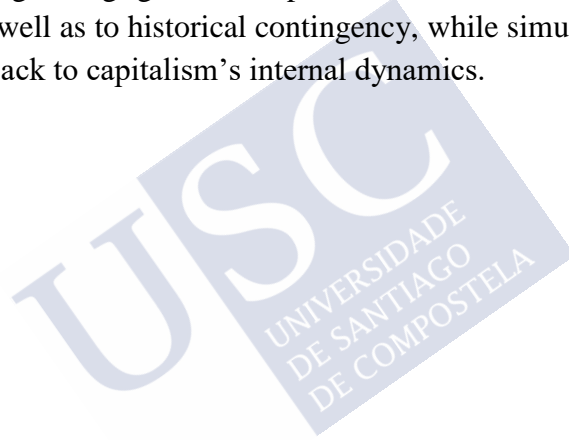 well as to historical contingency, while simu
ack to capitalism’s internal dynamics.
USC
UNIVERSIDADE
DE SANTIAGO
DE COMPOSTELA